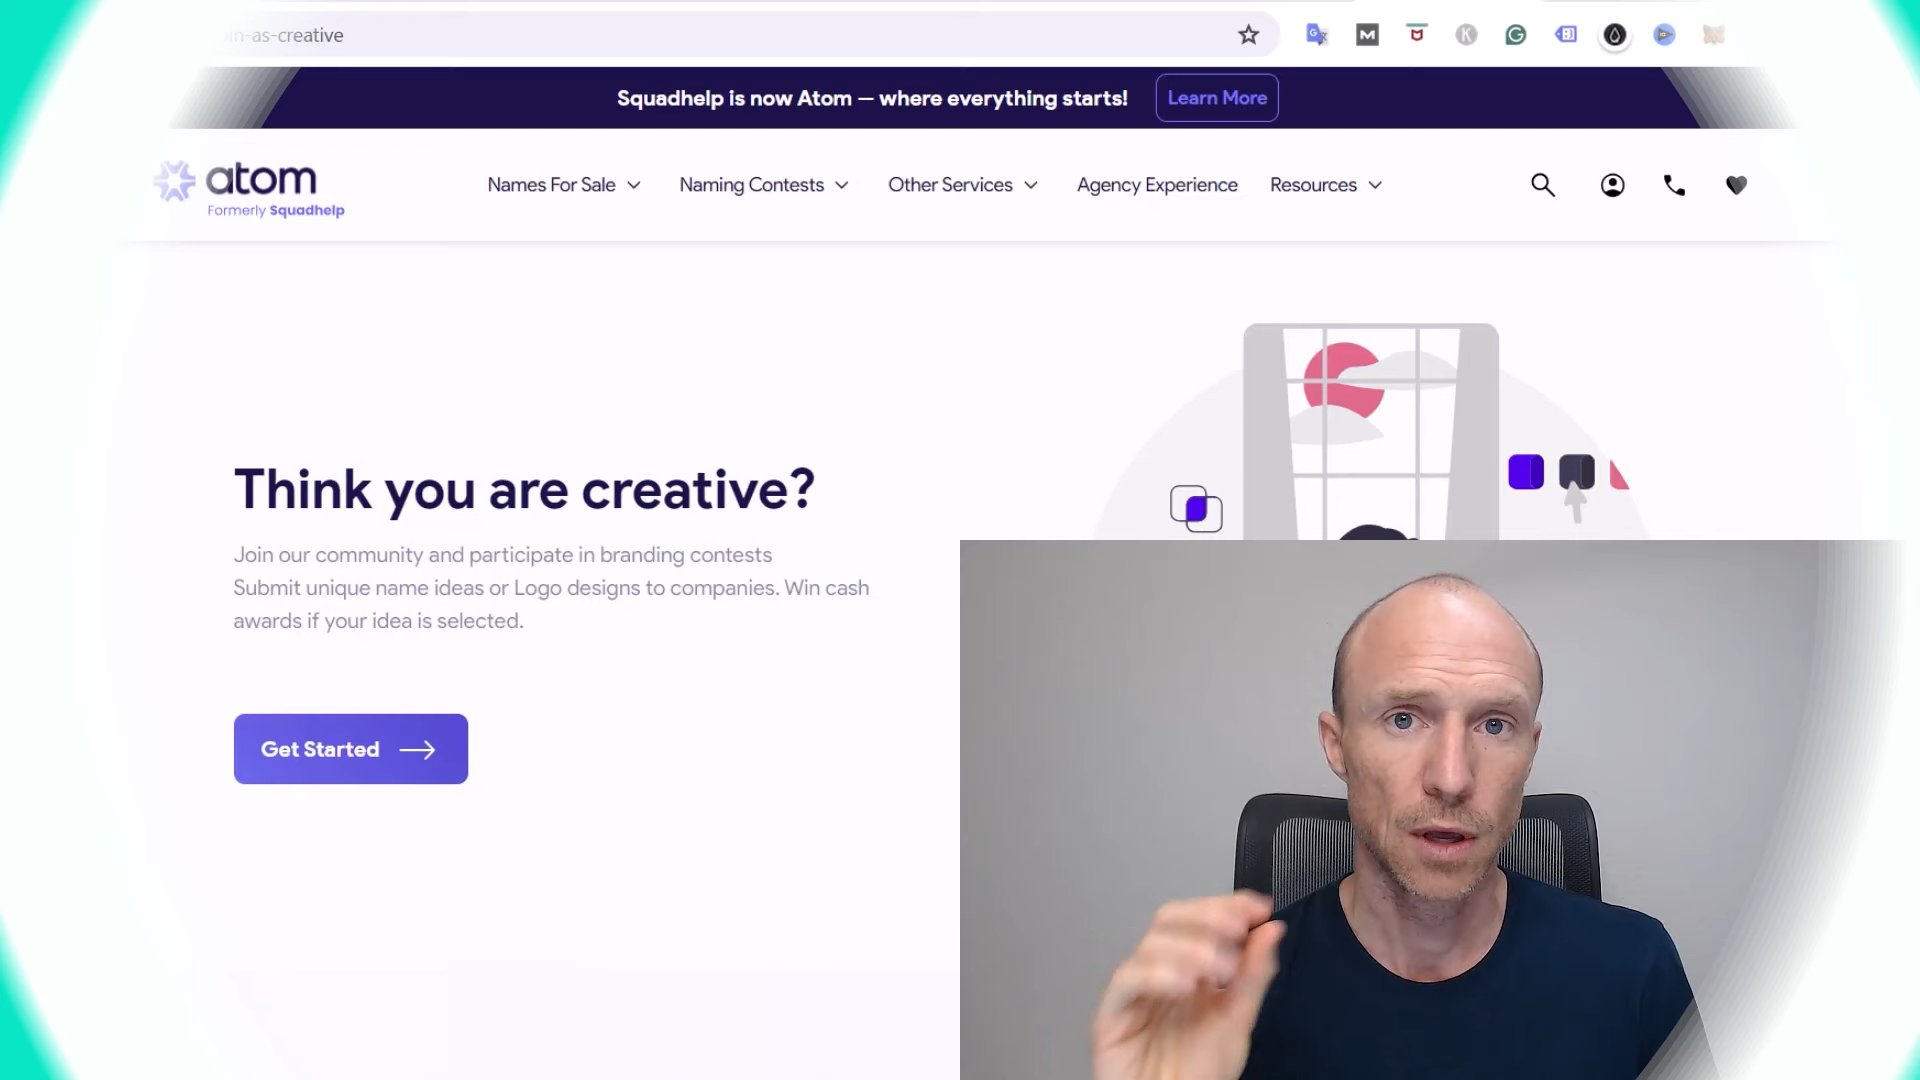 in-as-creative
Squadhelp is now Atom — where everything starts!
Learn More
atom
Formerly Squadhelp
Names For Sale
Naming Contests
Other Services
Agency Experience
Resources
Think you are creative?
Join our community and participate in branding contests
Submit unique name ideas or Logo designs to companies. Win cash
awards if your idea is selected.
Get Started